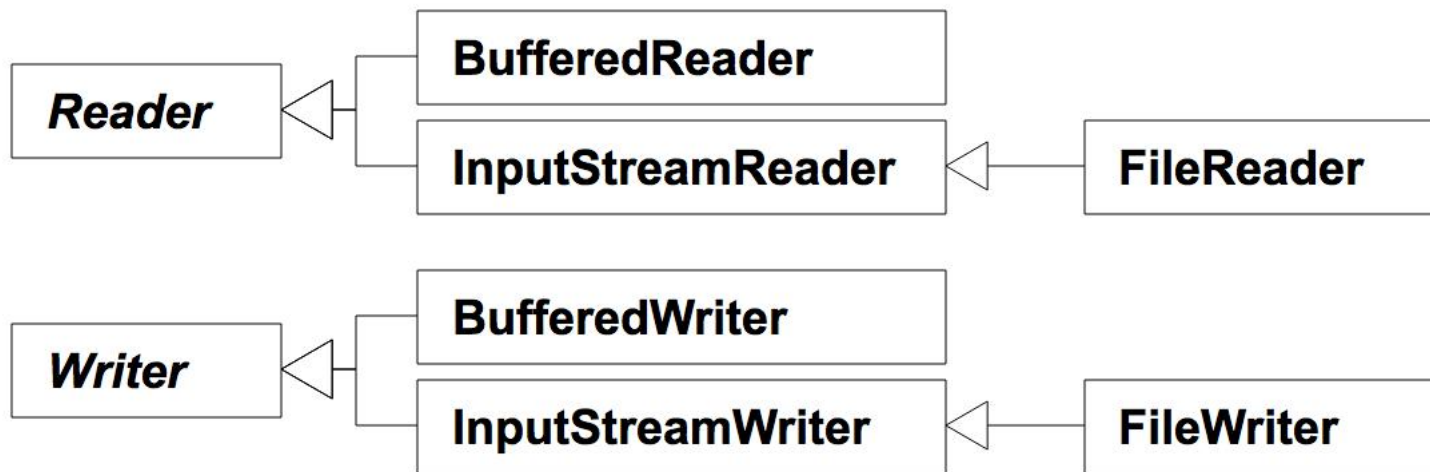 BufferedReader
Reader
InputStreamReader
FileReader
BufferedWriter
Writer
InputStreamWriter
FileWriter